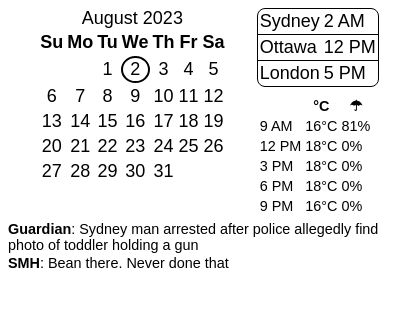 August 2023
Su Mo Tu We Th Fr Sa
1 2 3 4 5
6 7 8 9 10 11 12
13 14 15 16 17 18 19
20 21 22 23 24 25 26
27 28 29 30 31
Sydney 2 AM
Ottawa 12 PM
London 5 PM
°C ☂
9 AM 16°C 81%
12 PM 18°C 0%
3 PM 18°C 0%
6 PM 18°C 0%
9 PM 16°C 0%
Guardian: Sydney man arrested after police allegedly find
photo of toddler holding a gun
SMH: Bean there. Never done that